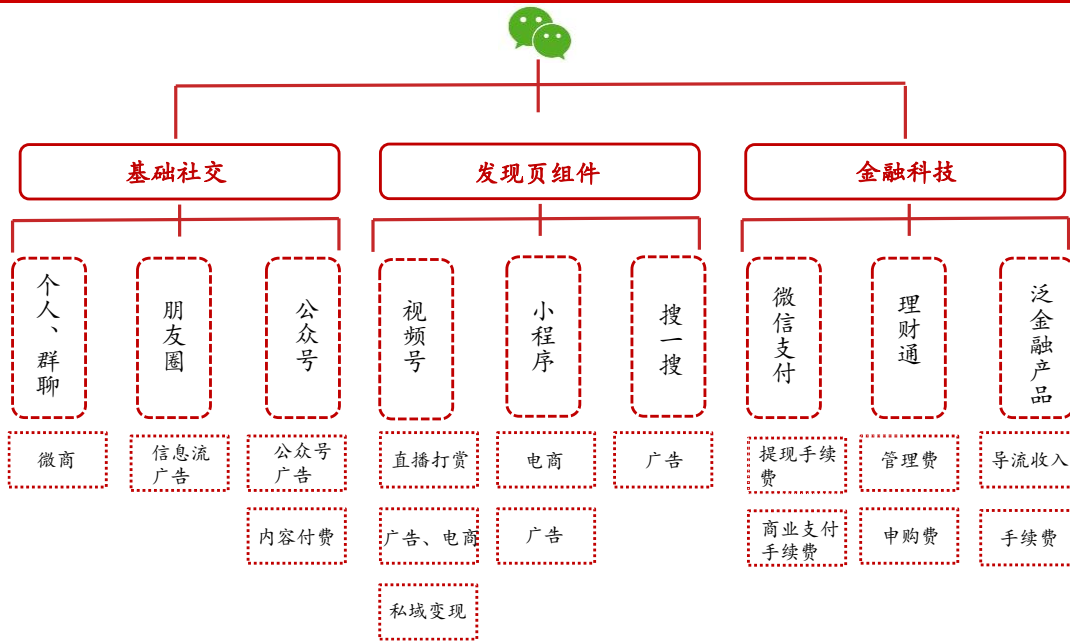 基础社交
发现页组件
金融科技
个人、群聊
朋友圈
公众号
视频号
小程序
搜一搜
微信支付
理财通
泛金融产品
微商
信息流
广告
公众号
广告
直播打赏
电商
广告
提现手续
费
管理费
导流收入
内容付费
广告、电商
广告
商业支付
手续费
申购费
手续费
私域变现